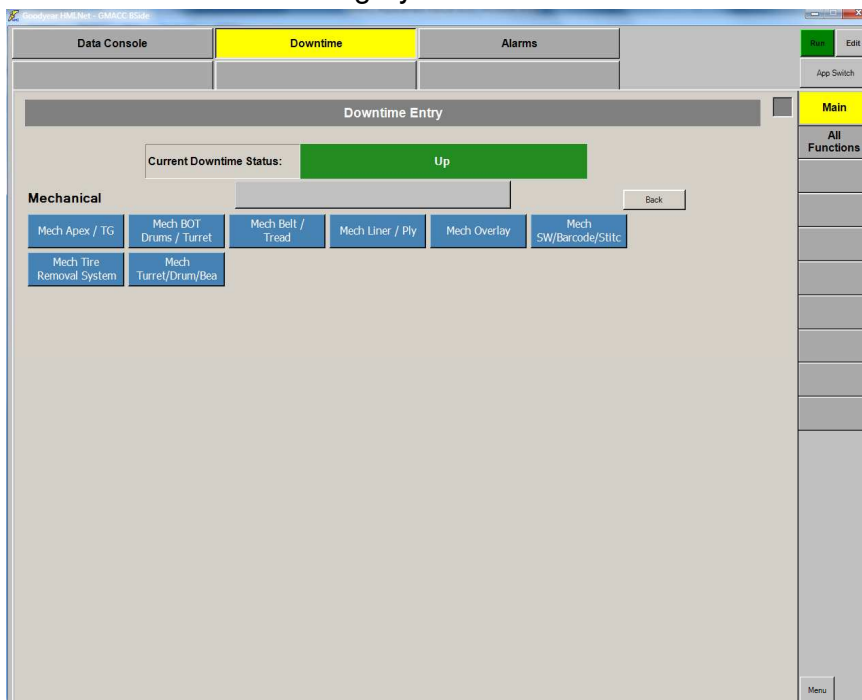 Goodyear HMI.Net - GMACC BSide
Data Console
Downtime
Alarms
Run
Edit
App Switch
Downtime Entry
Main
All
Functions
Current Downtime Status:
Up
Mechanical
Back
Mech Apex / TG
Mech BOT
Drums / Turret
Mech Belt /
Tread
Mech Liner / Ply
Mech Overlay
Mech
SW/Barcode/Stitc
Mech Tire
Removal System
Mech
Turret/Drum/Bea
Menu